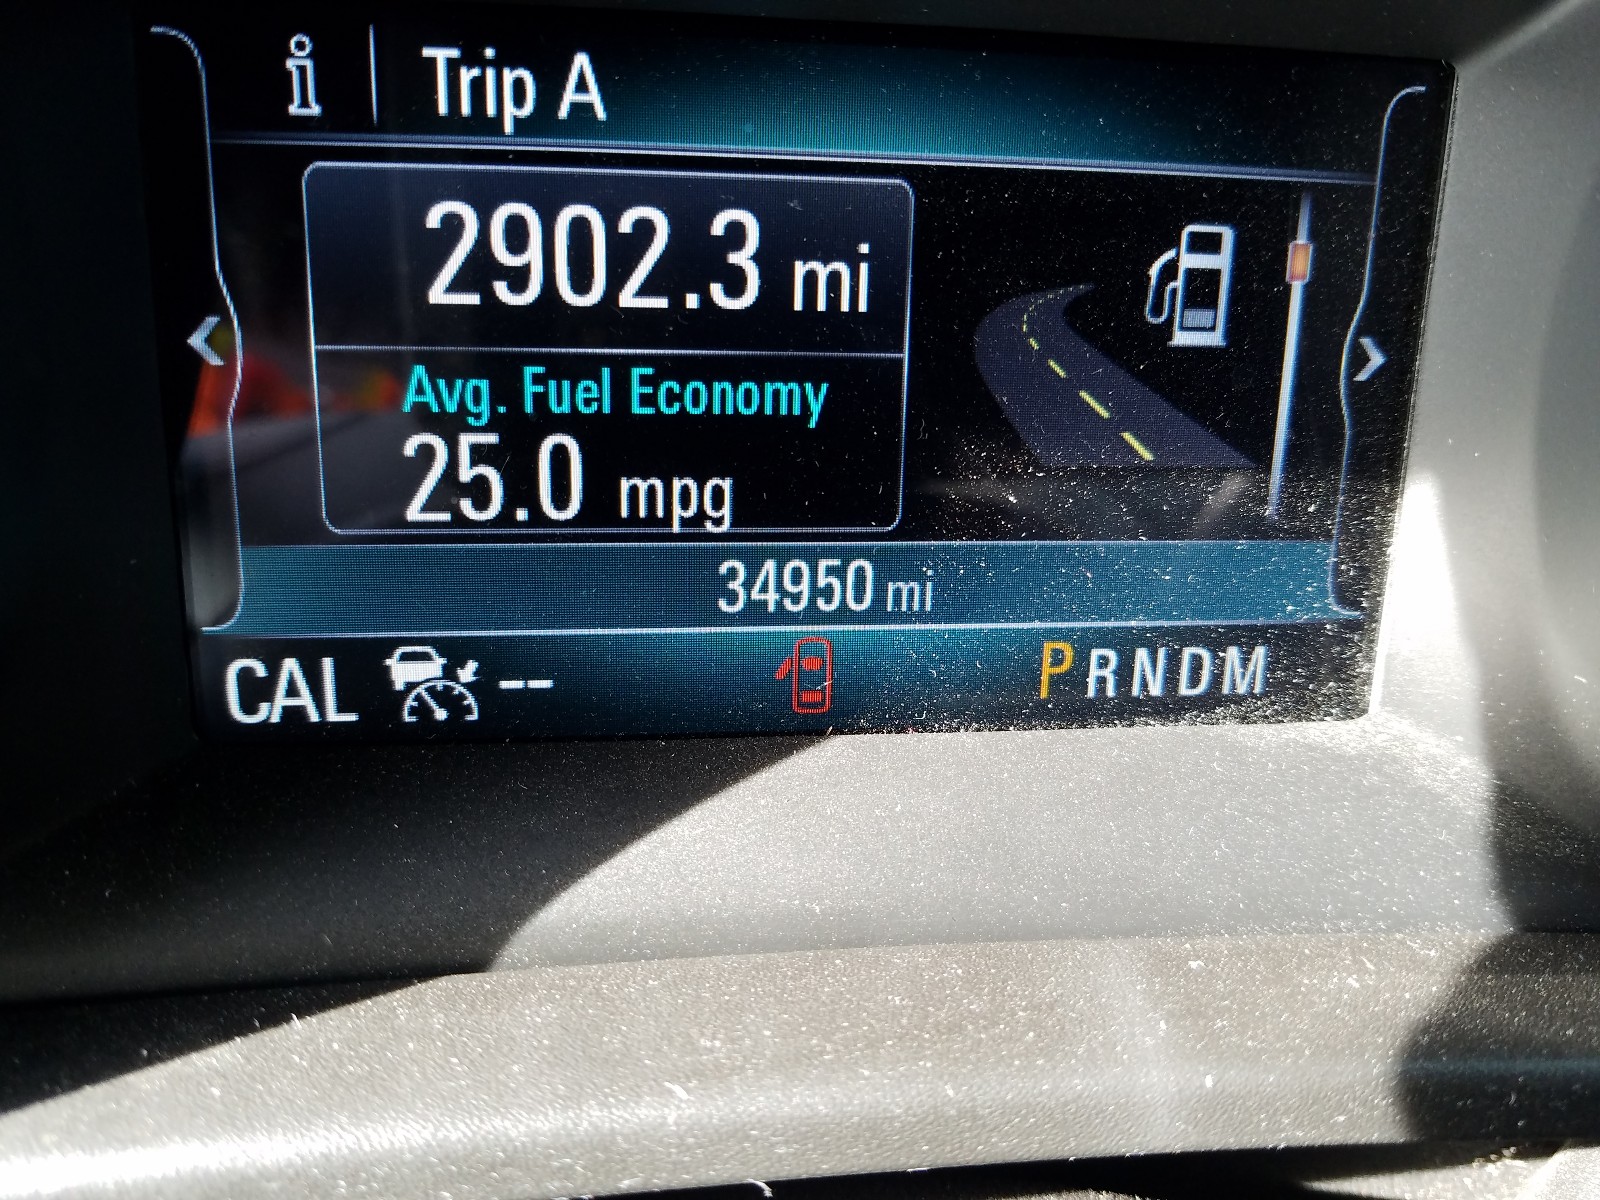 i Trip A
2902.3 mi
Avg. Fuel Economy
25.0 mpg
34950 mi
CAL -- PRNDM